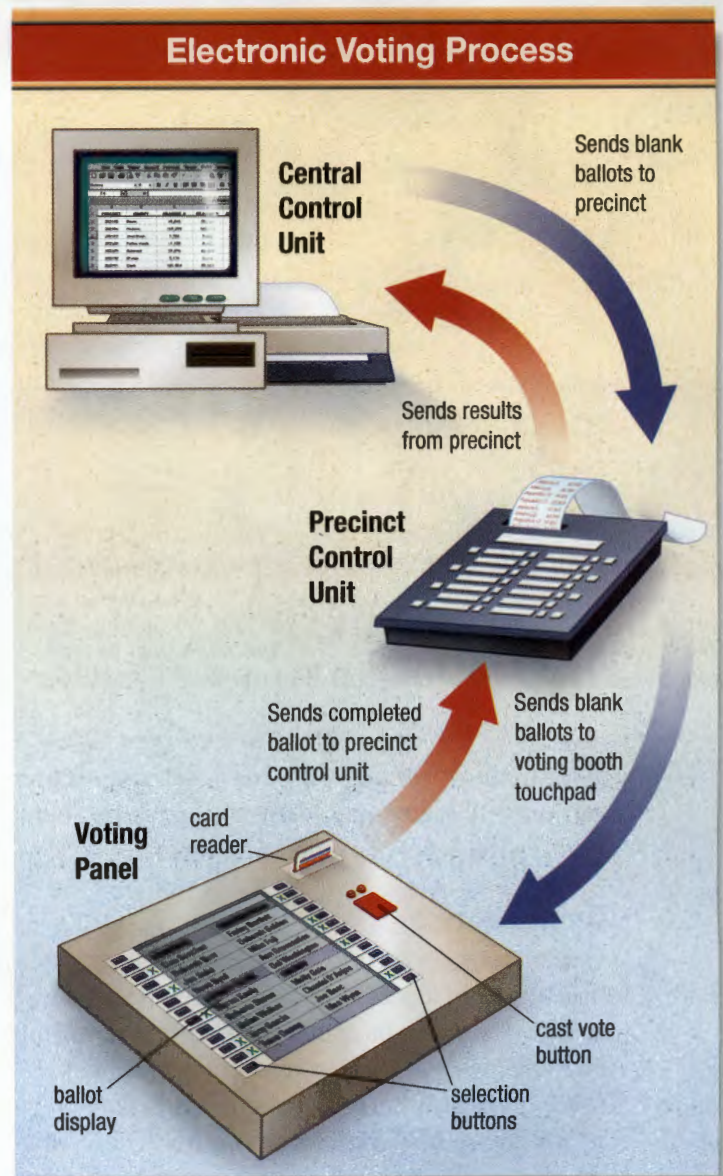 Electronic Voting Process
Central
Control
Unit
Sends blank
ballots to
precinct
Sends results
from precinct
Precinct
Control
Unit
Sends completed
ballot to precinct
control unit
Sends blank
ballots to
voting booth
touchpad
Voting
Panel
card
reader
cast vote
button
ballot
display
selection
buttons